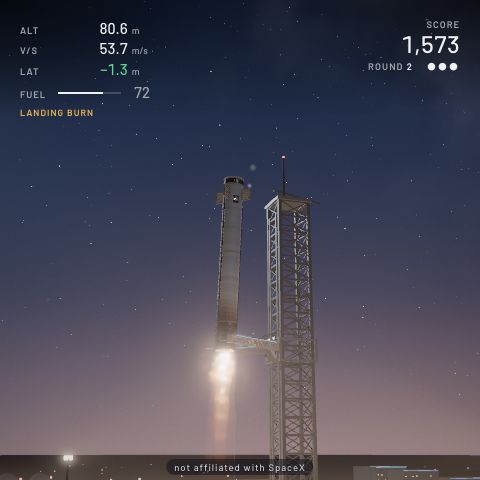 ALT 80.6 m
V/S 53.7 m/s
LAT −1.3 m
FUEL 72
LANDING BURN
SCORE
1,573
ROUND 2
not affiliated with SpaceX